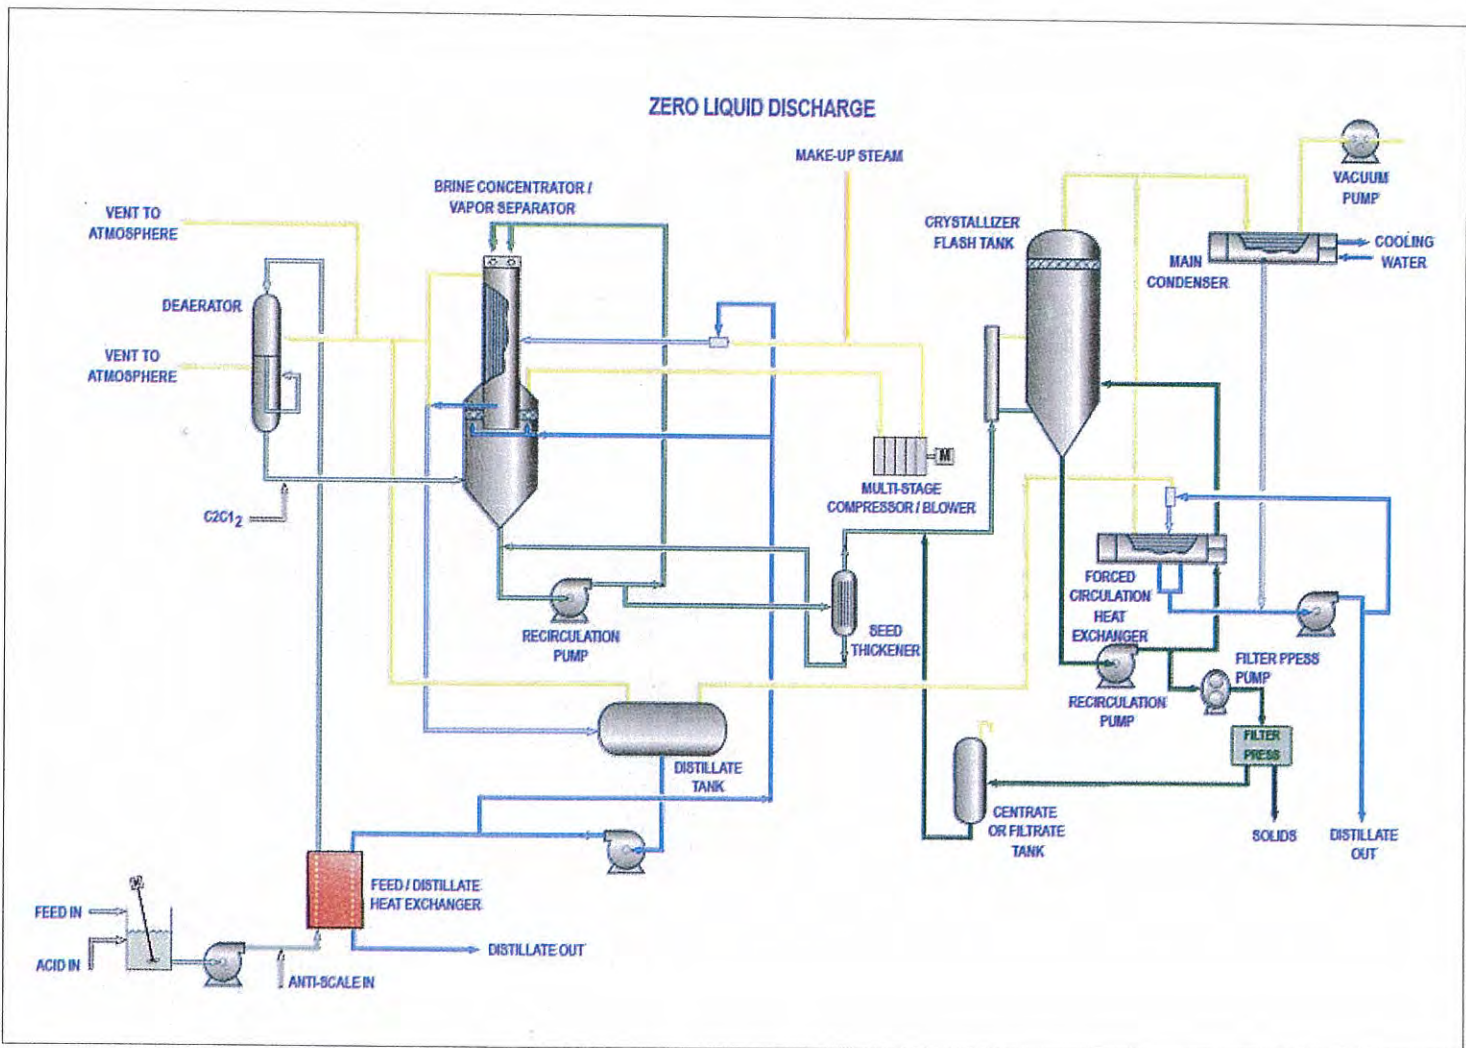 ZERO LIQUID DISCHARGE
MAKE-UP STEAM
VACUUM
PUMP
BRINE CONCENTRATOR /
VAPOR SEPARATOR
VENT TO
ATMOSPHERE
CRYSTALLIZER
FLASH TANK
COOLING
WATER
MAIN
CONDENSER
DEAERATOR
VENT TO
ATMOSPHERE
M
MULTI-STAGE
COMPRESSOR / BLOWER
C2C12
FORCED
CIRCULATION
HEAT
EXCHANGER
RECIRCULATION
PUMP
SEED
THICKENER
FILTER PPESS
PUMP
RECIRCULATION
PUMP
FILTER
PRESS
DISTILLATE
TANK
CENTRATE
OR FILTRATE
TANK
SOLIDS
DISTILLATE
OUT
FEED / DISTILLATE
HEAT EXCHANGER
FEED IN
ACID IN
DISTILLATE OUT
ANTI-SCALE IN